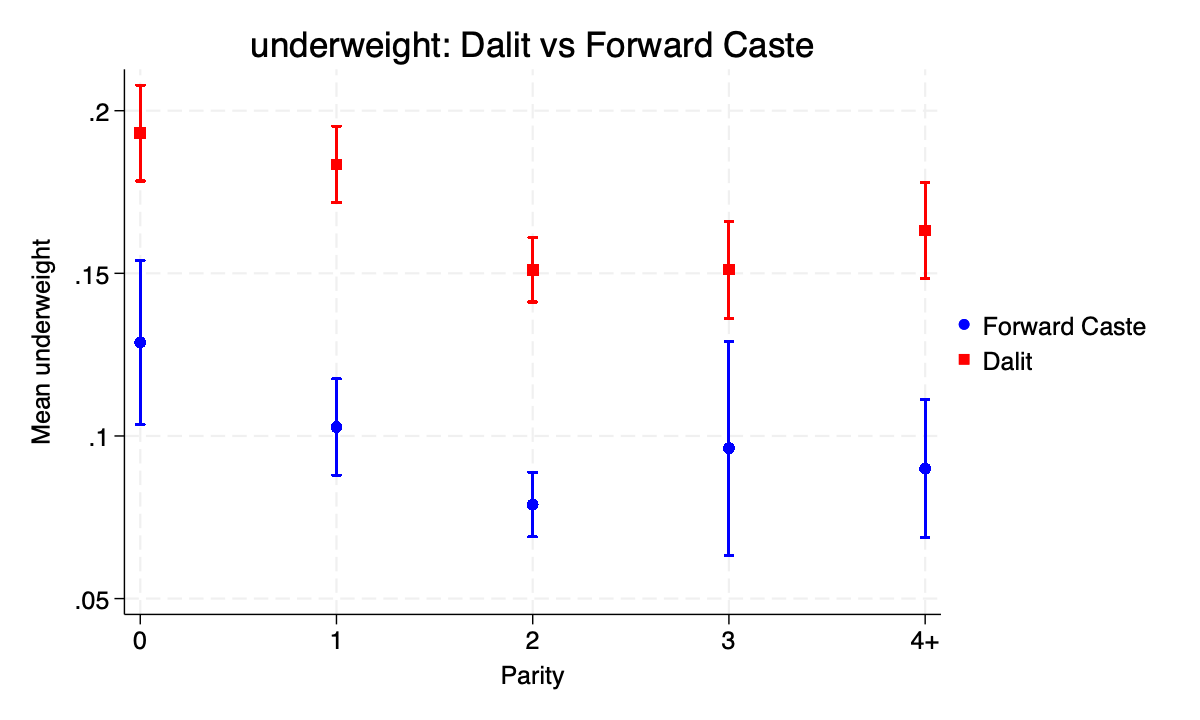 underweight: Dalit vs Forward Caste
Mean underweight
.2
.15
.1
.05
0 1 2 3 4+
Parity
Forward Caste
Dalit